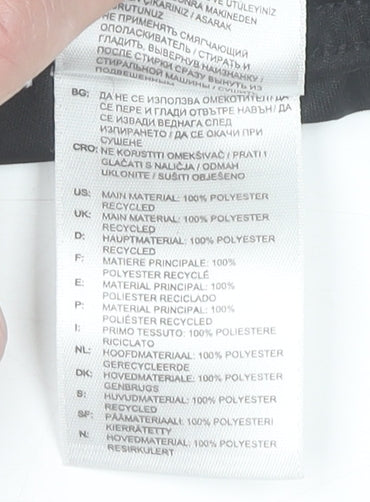 ÇIKARINIZ / ASARAK
KURUTUNUZ
НЕ ПРИМЕНЯТЬ СМЯГЧАЮЩИЙ
ОПОЛАСКИВАТЕЛЬ / СТИРАТЬ И
ГЛАДИТЬ, ВЫВЕРНУВ НАИЗНАНКУ /
ПОСЛЕ СТИРКИ СРАЗУ ВЫНУТЬ ИЗ
СТИРАЛЬНОЙ МАШИНЫ / СУШИТЬ
ПОДВЕШЕННЫМ
BG: ДА НЕ СЕ ИЗПОЛЗВА ОМЕКОТИТЕЛ / ДА
СЕ ПЕРЕ И ГЛАДИ ОТВЪТРЕ НАВЪН / ДА
СЕ ИЗВАДИ ВЕДНАГА СЛЕД
ИЗПИРАНЕТО / ДА СЕ ОКАЧИ ПРИ
СУШЕНЕ
CRO: NE KORISTITI OMEKŠIVAČ / PRATI I
GLAČATI S NALIČJA / ODMAH
UKLONITE / SUŠITI OBJEŠENO
US: MAIN MATERIAL: 100% POLYESTER
RECYCLED
UK: MAIN MATERIAL: 100% POLYESTER
RECYCLED
D: HAUPTMATERIAL: 100% POLYESTER
RECYCLED
F: MATIERE PRINCIPALE: 100%
POLYESTER RECYCLÉ
E: MATERIAL PRINCIPAL: 100%
POLIESTER RECICLADO
P: MATERIAL PRINCIPAL: 100%
POLIÉSTER RECYCLED
I: PRIMO TESSUTO: 100% POLIESTERE
RICICLATO
NL: HOOFDMATERIAAL: 100% POLYESTER
GERECYCLEERDE
DK: HOVEDMATERIALE: 100% POLYESTER
GENBRUGS
S: HUVUDMATERIAL: 100% POLYESTER
RECYCLED
SF: PÄÄMATERIAALI: 100% POLYESTERI
KIERRÄTETTY
N: HOVEDMATERIAL: 100% POLYESTER
RESIRKULERT